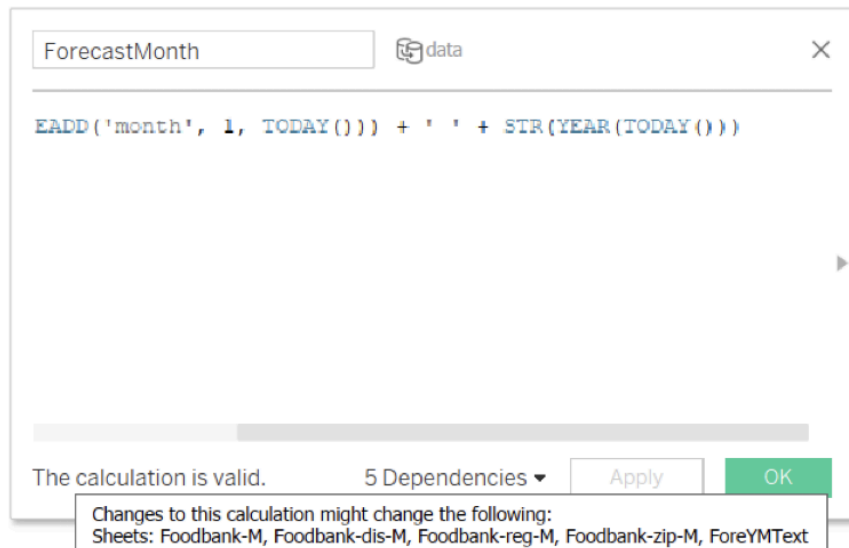 ForecastMonth data
EADD('month', 1, TODAY())) + ' ' + STR(YEAR(TODAY()))
The calculation is valid. 5 Dependencies Apply OK
Changes to this calculation might change the following:
Sheets: Foodbank-M, Foodbank-dis-M, Foodbank-reg-M, Foodbank-zip-M, ForeYMText